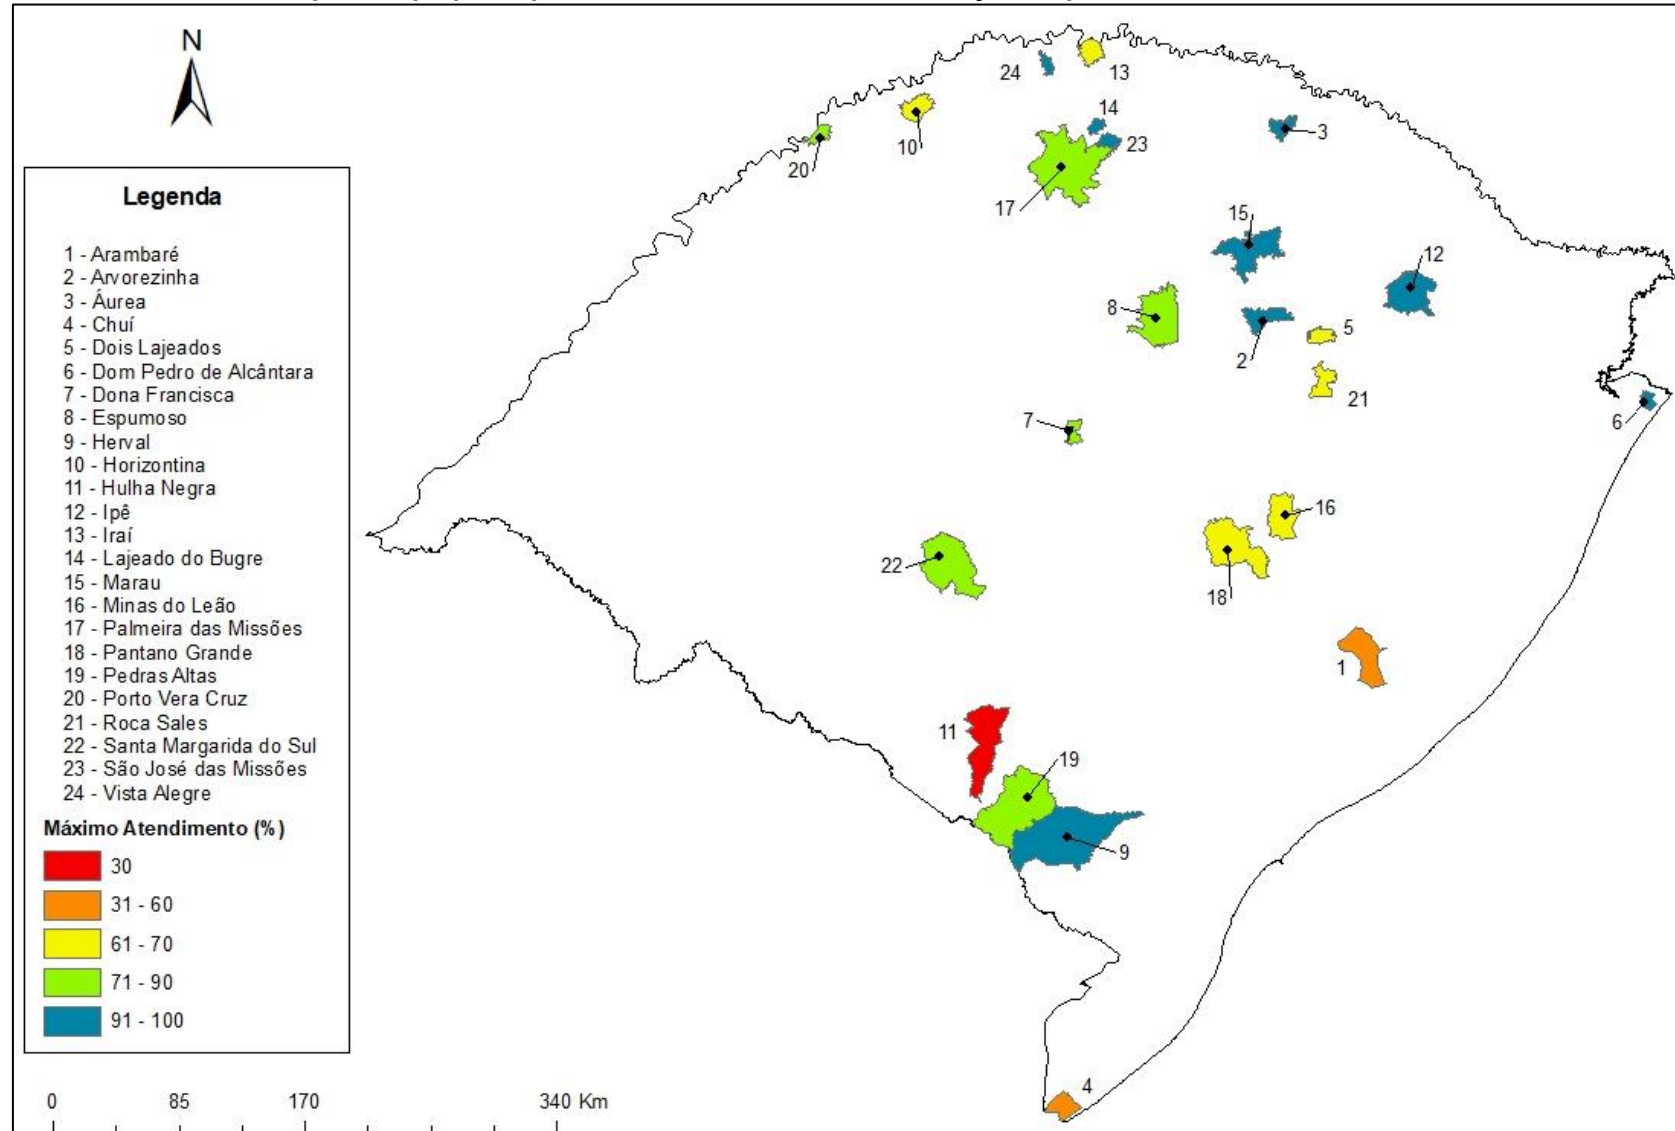 N
Legenda
1 - Arambaré
2 - Arvorezinha
3 - Áurea
4 - Chuí
5 - Dois Lajeados
6 - Dom Pedro de Alcântara
7 - Dona Francisca
8 - Espumoso
9 - Herval
10 - Horizontina
11 - Hulha Negra
12 - Ipê
13 - Iraí
14 - Lajeado do Bugre
15 - Marau
16 - Minas do Leão
17 - Palmeira das Missões
18 - Pantano Grande
19 - Pedras Altas
20 - Porto Vera Cruz
21 - Roca Sales
22 - Santa Margarida do Sul
23 - São José das Missões
24 - Vista Alegre
Máximo Atendimento (%)
30
31 - 60
61 - 70
71 - 90
91 - 100
0 85 170 340 Km
24
13
14
10
3
23
20
17
15
12
8
5
2
21
7
6
16
22
18
1
11
19
9
4